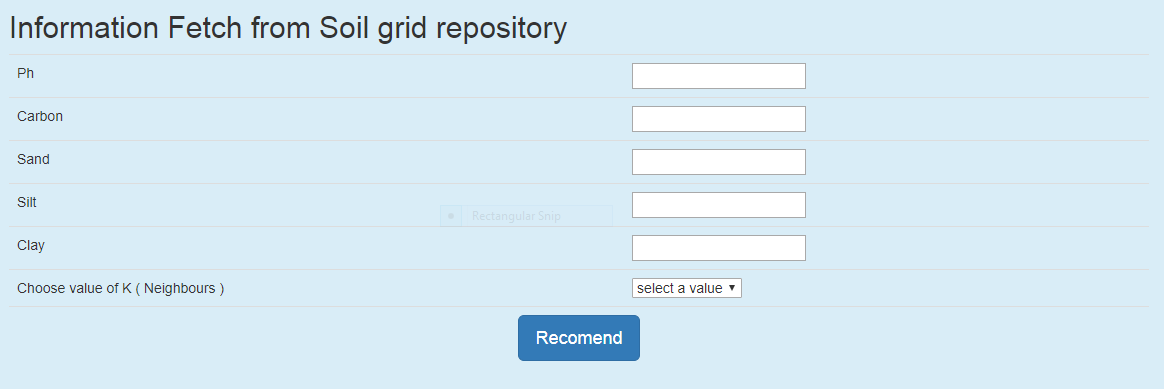 Information Fetch from Soil grid repository
Ph
Carbon
Sand
Silt
Rectangular Snip
Clay
Choose value of K ( Neighbours )
select a value
Recomend